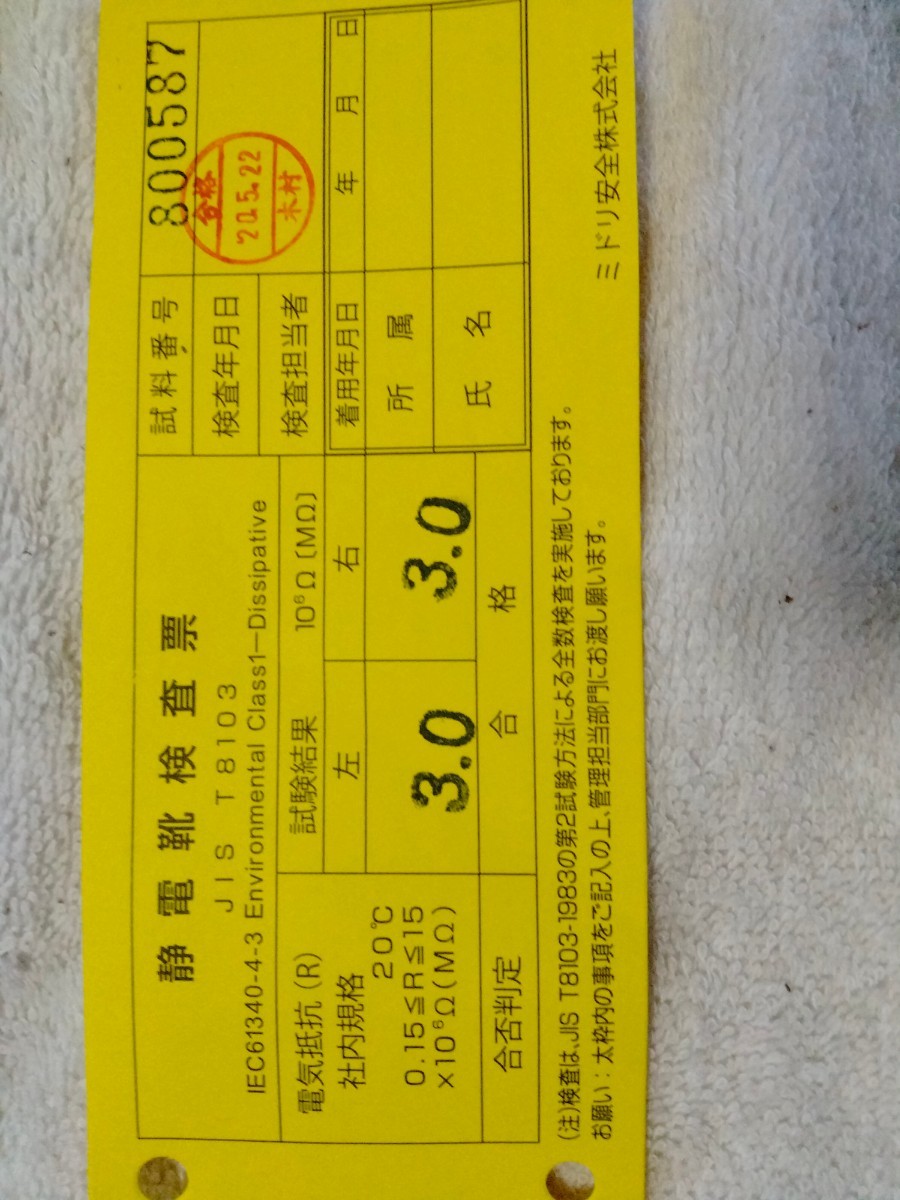 静電靴検査票
JIS T8103
IEC61340-4-3 Environmental Class1-Dissipative
試料番号 800587
検査年月日
検査担当者
合格
20.5.22
木村
電気抵抗(R)
社内規格
20℃
0.15≦R≦15
×10⁶Ω(MΩ)
試験結果 10⁶Ω〔MΩ〕
左 右
3.0 3.0
合否判定 合格
着用年月日 年 月 日
所属
氏名
(注)検査は、JIS T8103-1983の第2試験方法による全数検査を実施しております。
お願い:太枠内の事項をご記入の上、管理担当部門にお渡し願います。
ミドリ安全株式会社